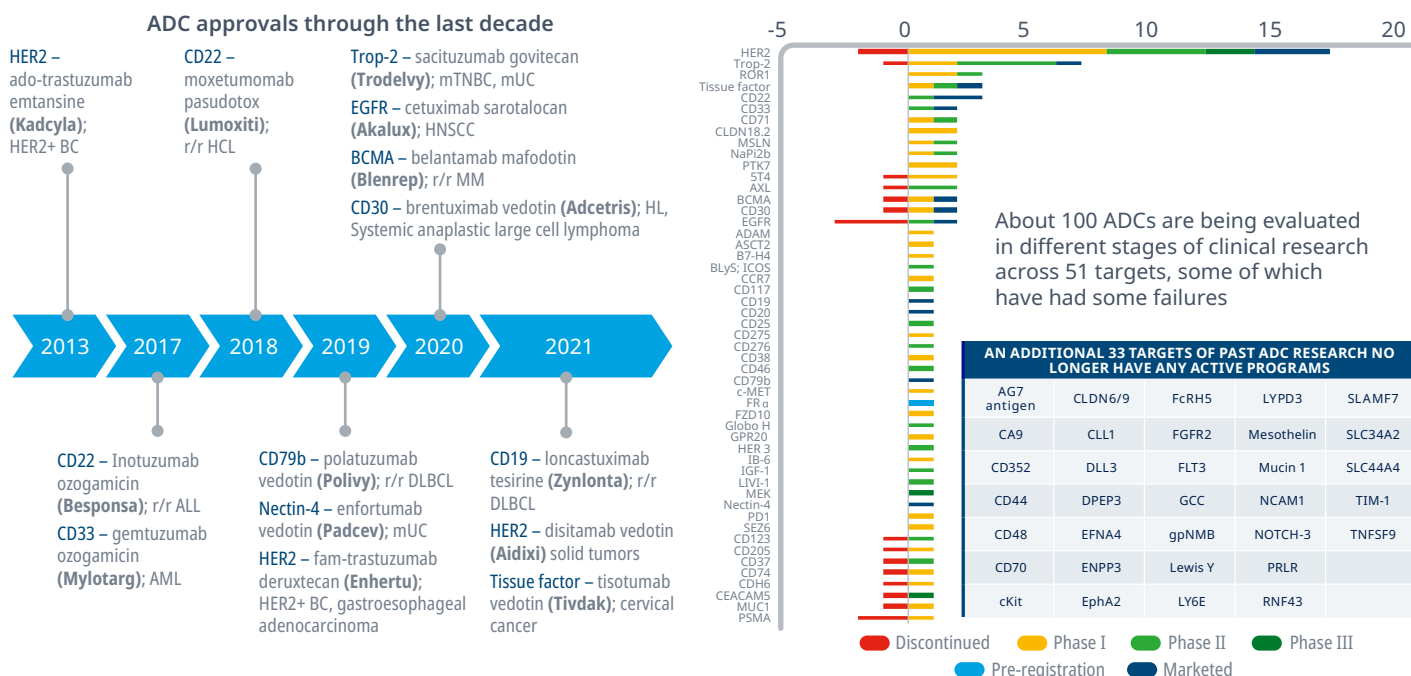 ADC approvals through the last decade
HER2 –
ado-trastuzumab
emtansine
(Kadcyla);
HER2+ BC
CD22 –
moxetumomab
pasudotox
(Lumoxiti);
r/r HCL
Trop-2 – sacituzumab govitecan
(Trodelvy); mTNBC, mUC
EGFR – cetuximab sarotalocan
(Akalux); HNSCC
BCMA – belantamab mafodotin
(Blenrep); r/r MM
CD30 – brentuximab vedotin (Adcetris); HL,
Systemic anaplastic large cell lymphoma
2013
2017
2018
2019
2020
2021
CD22 – Inotuzumab
ozogamicin
(Besponsa); r/r ALL
CD33 – gemtuzumab
ozogamicin
(Mylotarg); AML
CD79b – polatuzumab
vedotin (Polivy); r/r DLBCL
Nectin-4 – enfortumab
vedotin (Padcev); mUC
HER2 – fam-trastuzumab
deruxtecan (Enhertu);
HER2+ BC, gastroesophageal
adenocarcinoma
CD19 – loncastuximab
tesirine (Zynlonta); r/r
DLBCL
HER2 – disitamab vedotin
(Aidixi) solid tumors
Tissue factor – tisotumab
vedotin (Tivdak); cervical
cancer
-5 0 5 10 15 20
HER2
Trop-2
ROR1
Tissue factor
CD22
CD33
CD71
CLDN18.2
MSLN
NaPi2b
PTK7
5T4
AXL
BCMA
CD30
EGFR
ADAM
ASCT2
B7-H4
BLyS; ICOS
CCR7
CD117
CD19
CD20
CD25
CD275
CD276
CD38
CD46
CD79b
c-MET
FR α
FZD10
Globo H
GPR20
HER 3
IB-6
IGF-1
LIVI-1
MEK
Nectin-4
PD1
SEZ6
CD123
CD205
CD37
CD74
CDH6
CEACAM5
MUC1
PSMA
About 100 ADCs are being evaluated
in different stages of clinical research
across 51 targets, some of which
have had some failures
AN ADDITIONAL 33 TARGETS OF PAST ADC RESEARCH NO
LONGER HAVE ANY ACTIVE PROGRAMS
AG7
antigen
CLDN6/9 FcRH5 LYPD3 SLAMF7
CA9 CLL1 FGFR2 Mesothelin SLC34A2
CD352 DLL3 FLT3 Mucin 1 SLC44A4
CD44 DPEP3 GCC NCAM1 TIM-1
CD48 EFNA4 gpNMB NOTCH-3 TNFSF9
CD70 ENPP3 Lewis Y PRLR
cKit EphA2 LY6E RNF43
Discontinued Phase I Phase II Phase III
Pre-registration Marketed